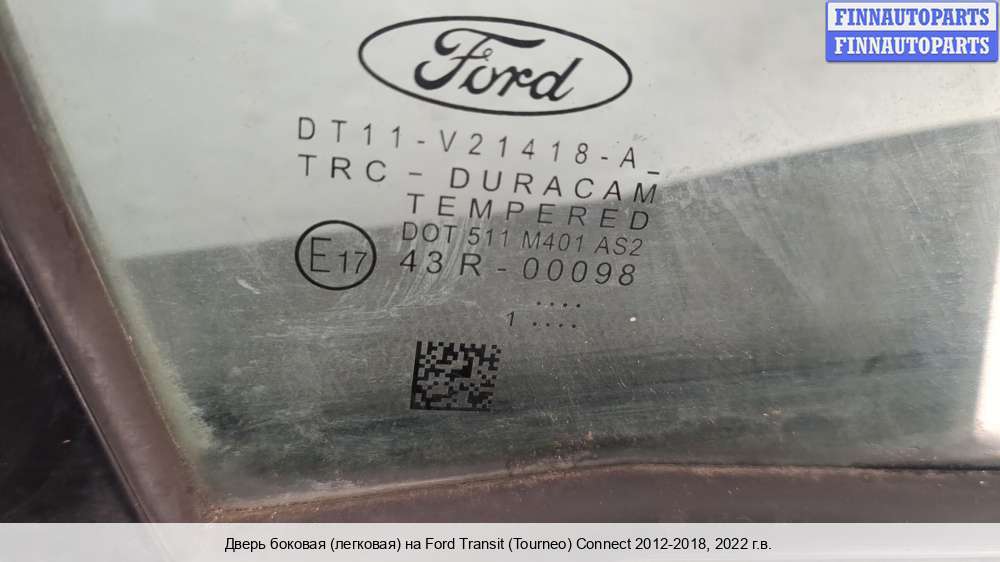 FINNAUTOPARTS
FINNAUTOPARTS
Ford
DT11-V21418-A_
TRC - DURACAM
TEMPERED
DOT 511 M401 AS2
E17 43R-00098
....
1 ....
Дверь боковая (легковая) на Ford Transit (Tourneo) Connect 2012-2018, 2022 г.в.